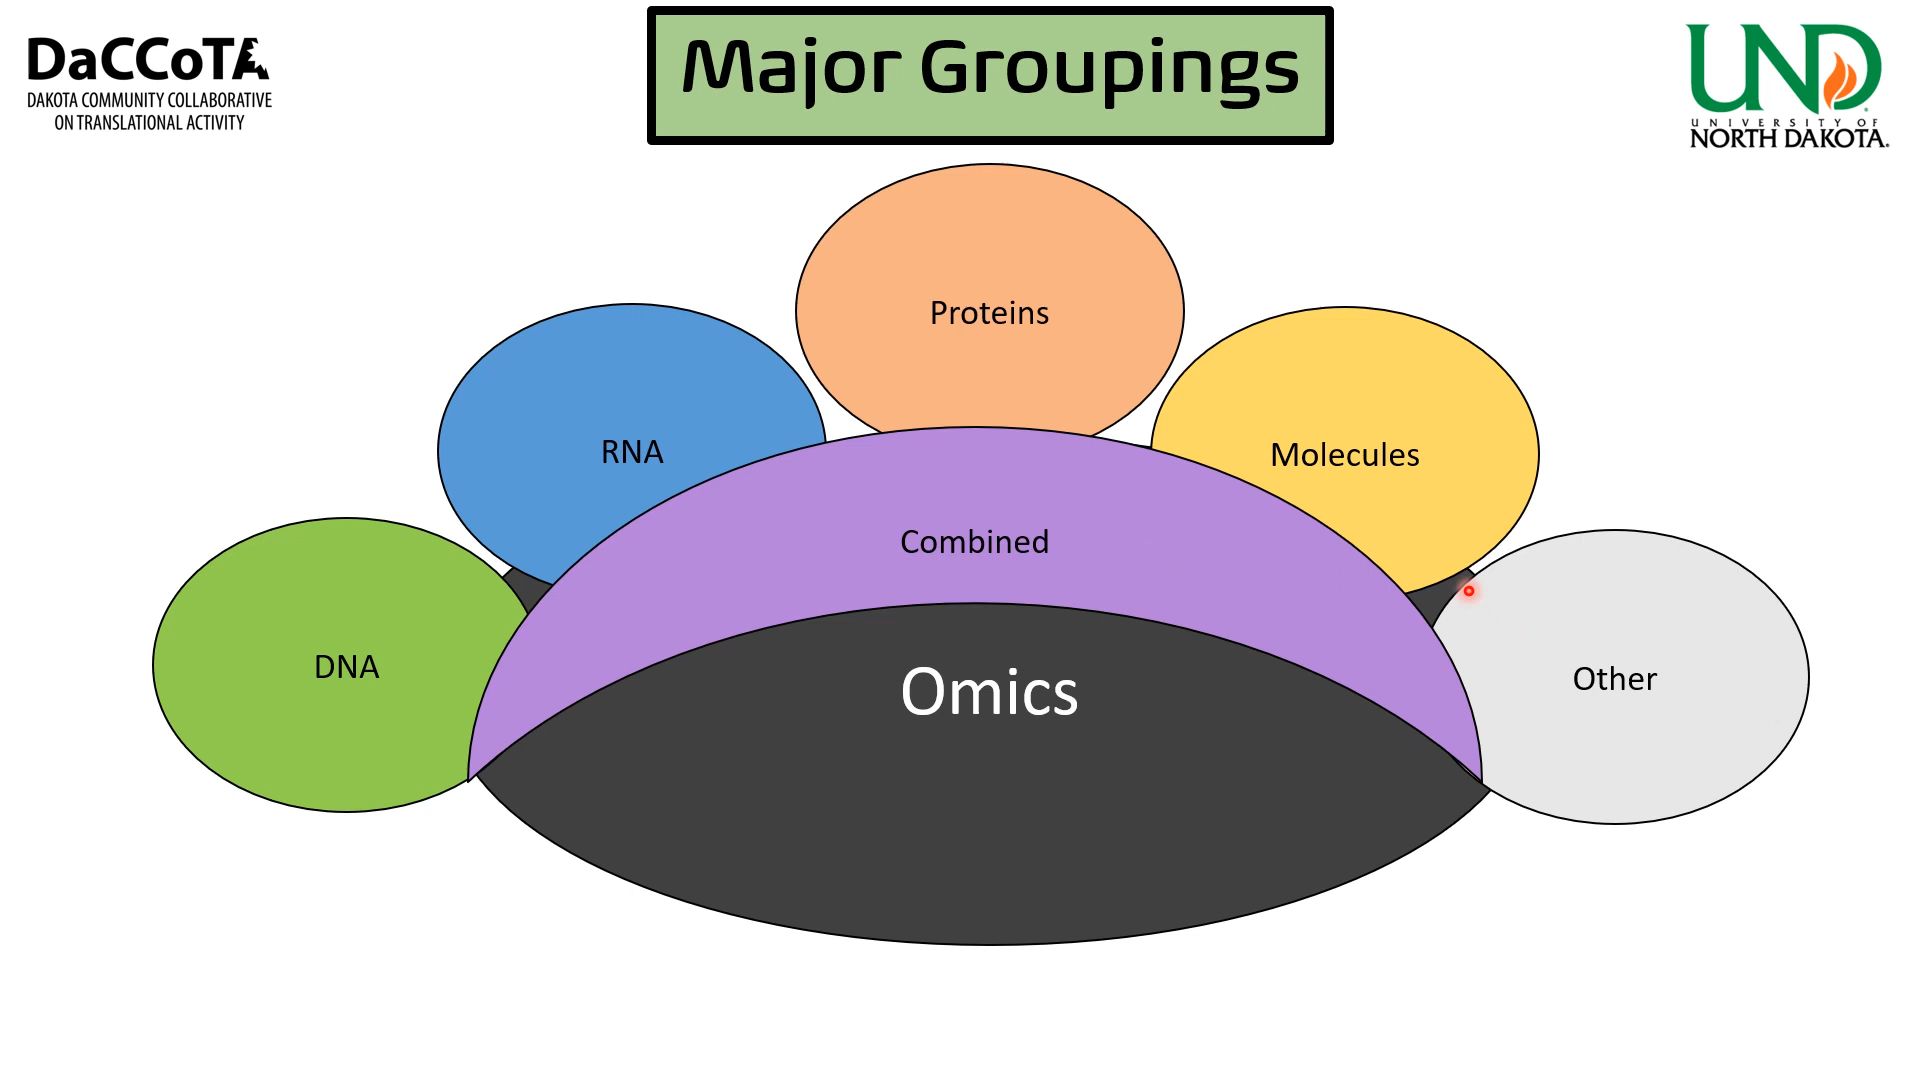 DaCCoTA
DAKOTA COMMUNITY COLLABORATIVE
ON TRANSLATIONAL ACTIVITY
Major Groupings
UND
UNIVERSITY OF
NORTH DAKOTA.
Proteins
RNA
Molecules
Combined
DNA
Omics
Other